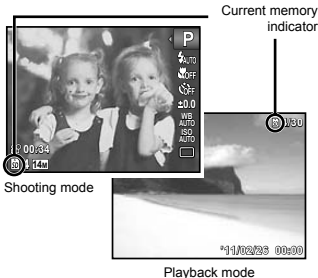 Current memory
indicator
P
AUTO
OFF
OFF
±0.0
WB
AUTO
ISO
AUTO
00:34
4 14M
/30
Shooting mode
'11/02/26 00:00
Playback mode